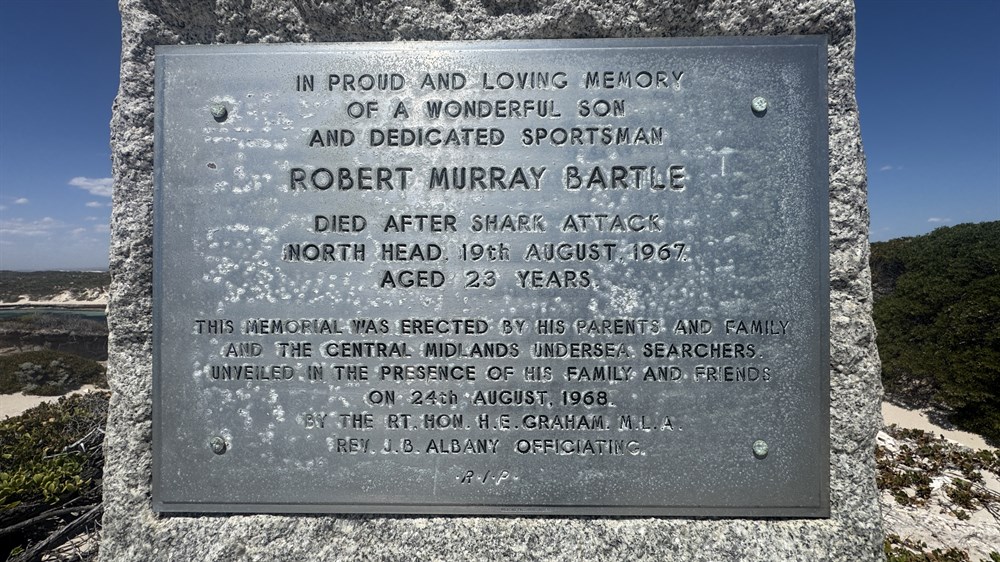 IN PROUD AND LOVING MEMORY
OF A WONDERFUL SON
AND DEDICATED SPORTSMAN
ROBERT MURRAY BARTLE
DIED AFTER SHARK ATTACK
NORTH HEAD. 19th AUGUST, 1967.
AGED 23 YEARS.
THIS MEMORIAL WAS ERECTED BY HIS PARENTS AND FAMILY
AND THE CENTRAL MIDLANDS UNDERSEA SEARCHERS.
UNVEILED IN THE PRESENCE OF HIS FAMILY AND FRIENDS
ON 24th AUGUST, 1968.
BY THE RT. HON. H.E. GRAHAM. M.L.A.
REV. J.B. ALBANY OFFICIATING.
·R·I·P·